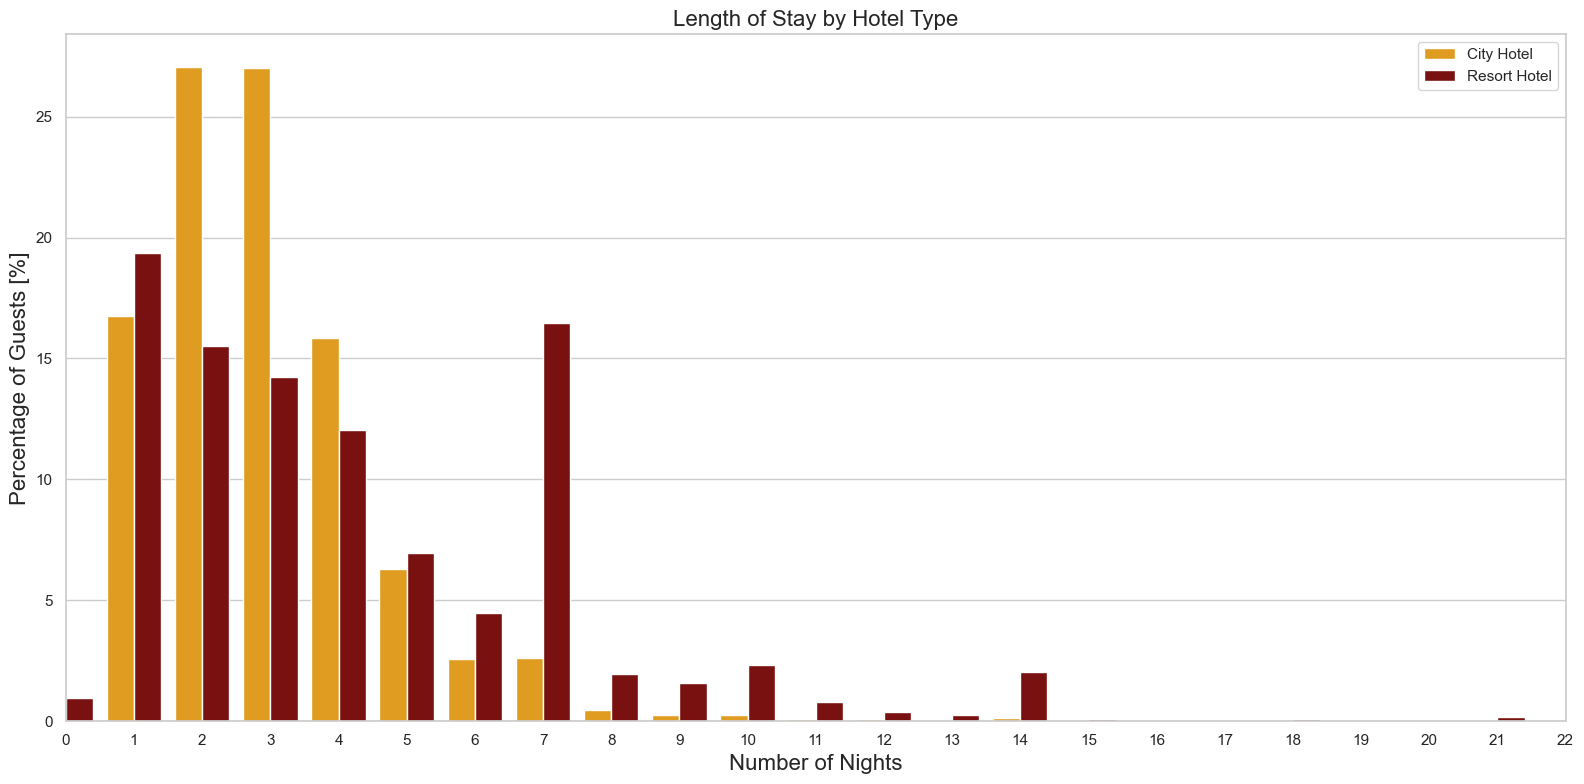 Length of Stay by Hotel Type
City Hotel
Resort Hotel
Percentage of Guests [%]
25
20
15
10
5
0
0 1 2 3 4 5 6 7 8 9 10 11 12 13 14 15 16 17 18 19 20 21 22
Number of Nights